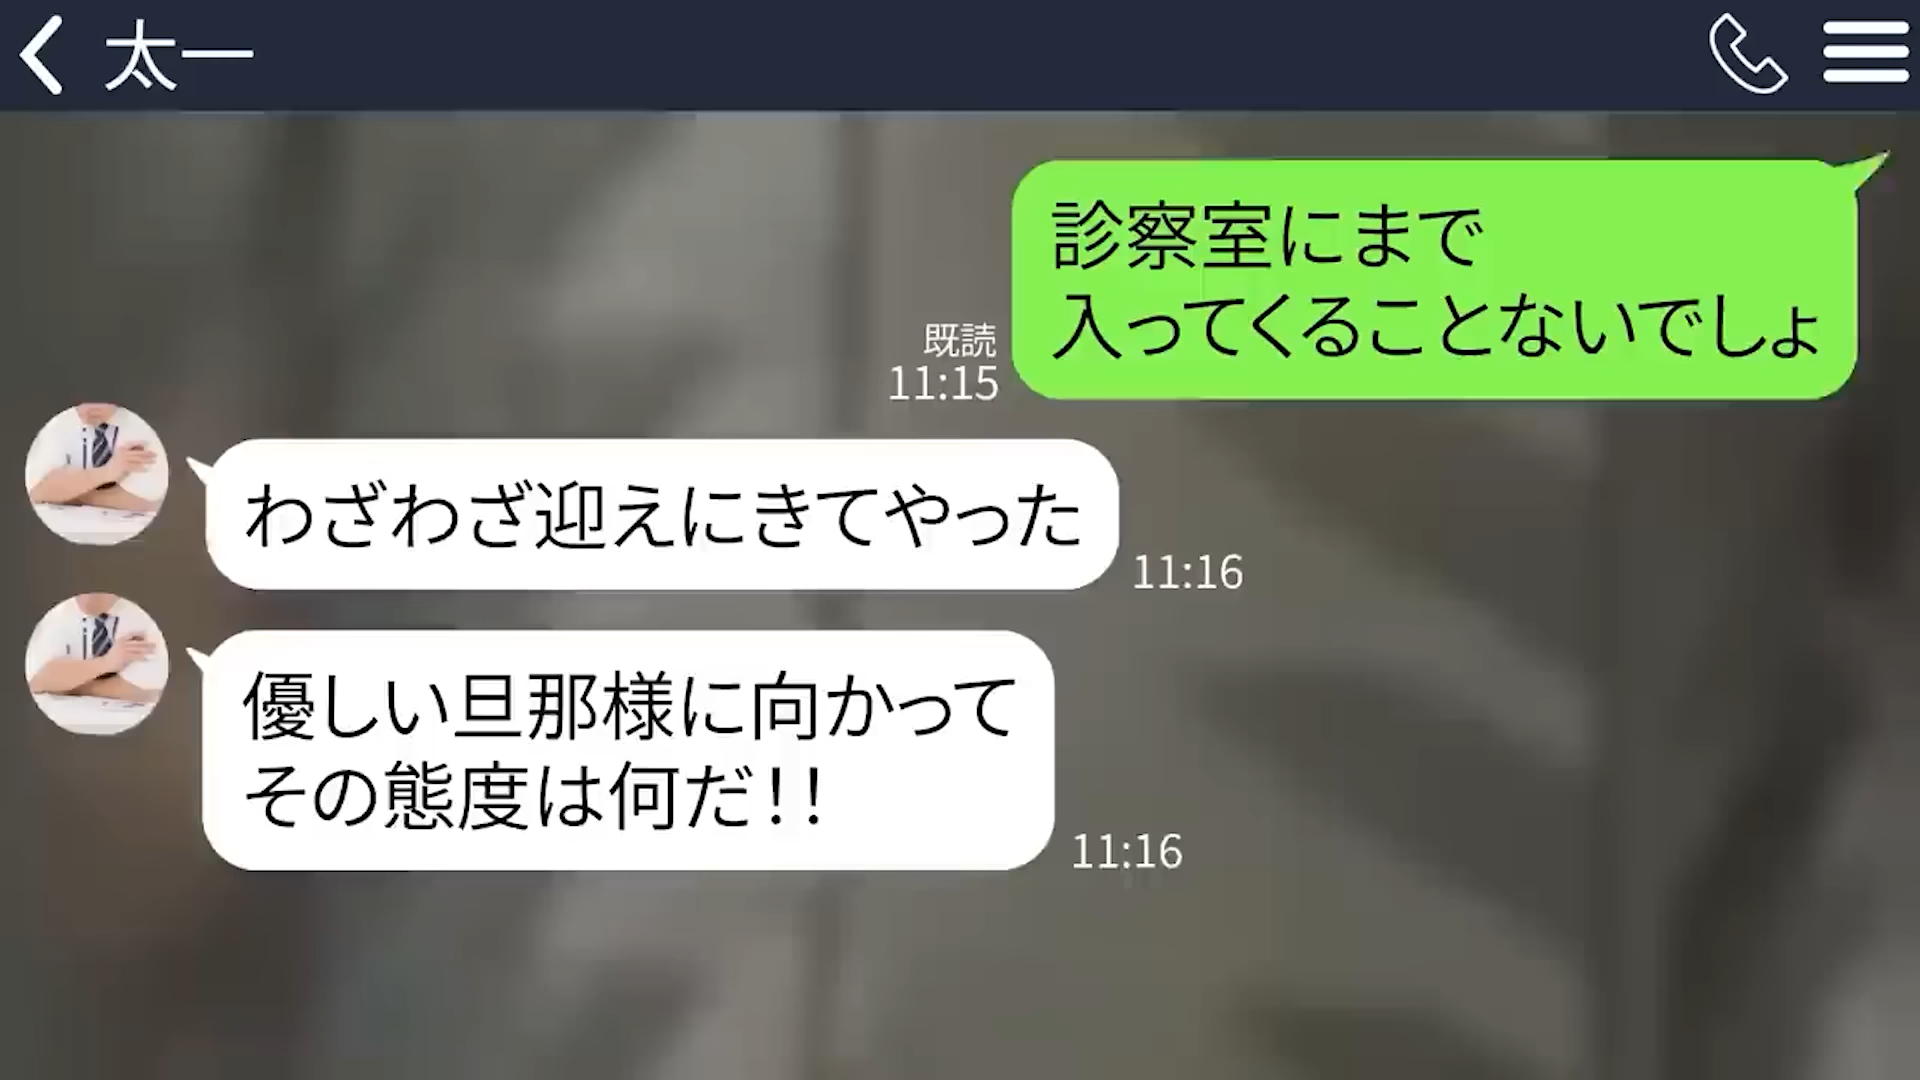 太一
診察室にまで
入ってくることないでしょ
既読
11:15
わざわざ迎えにきてやった
11:16
優しい旦那様に向かって
その態度は何だ！！
11:16